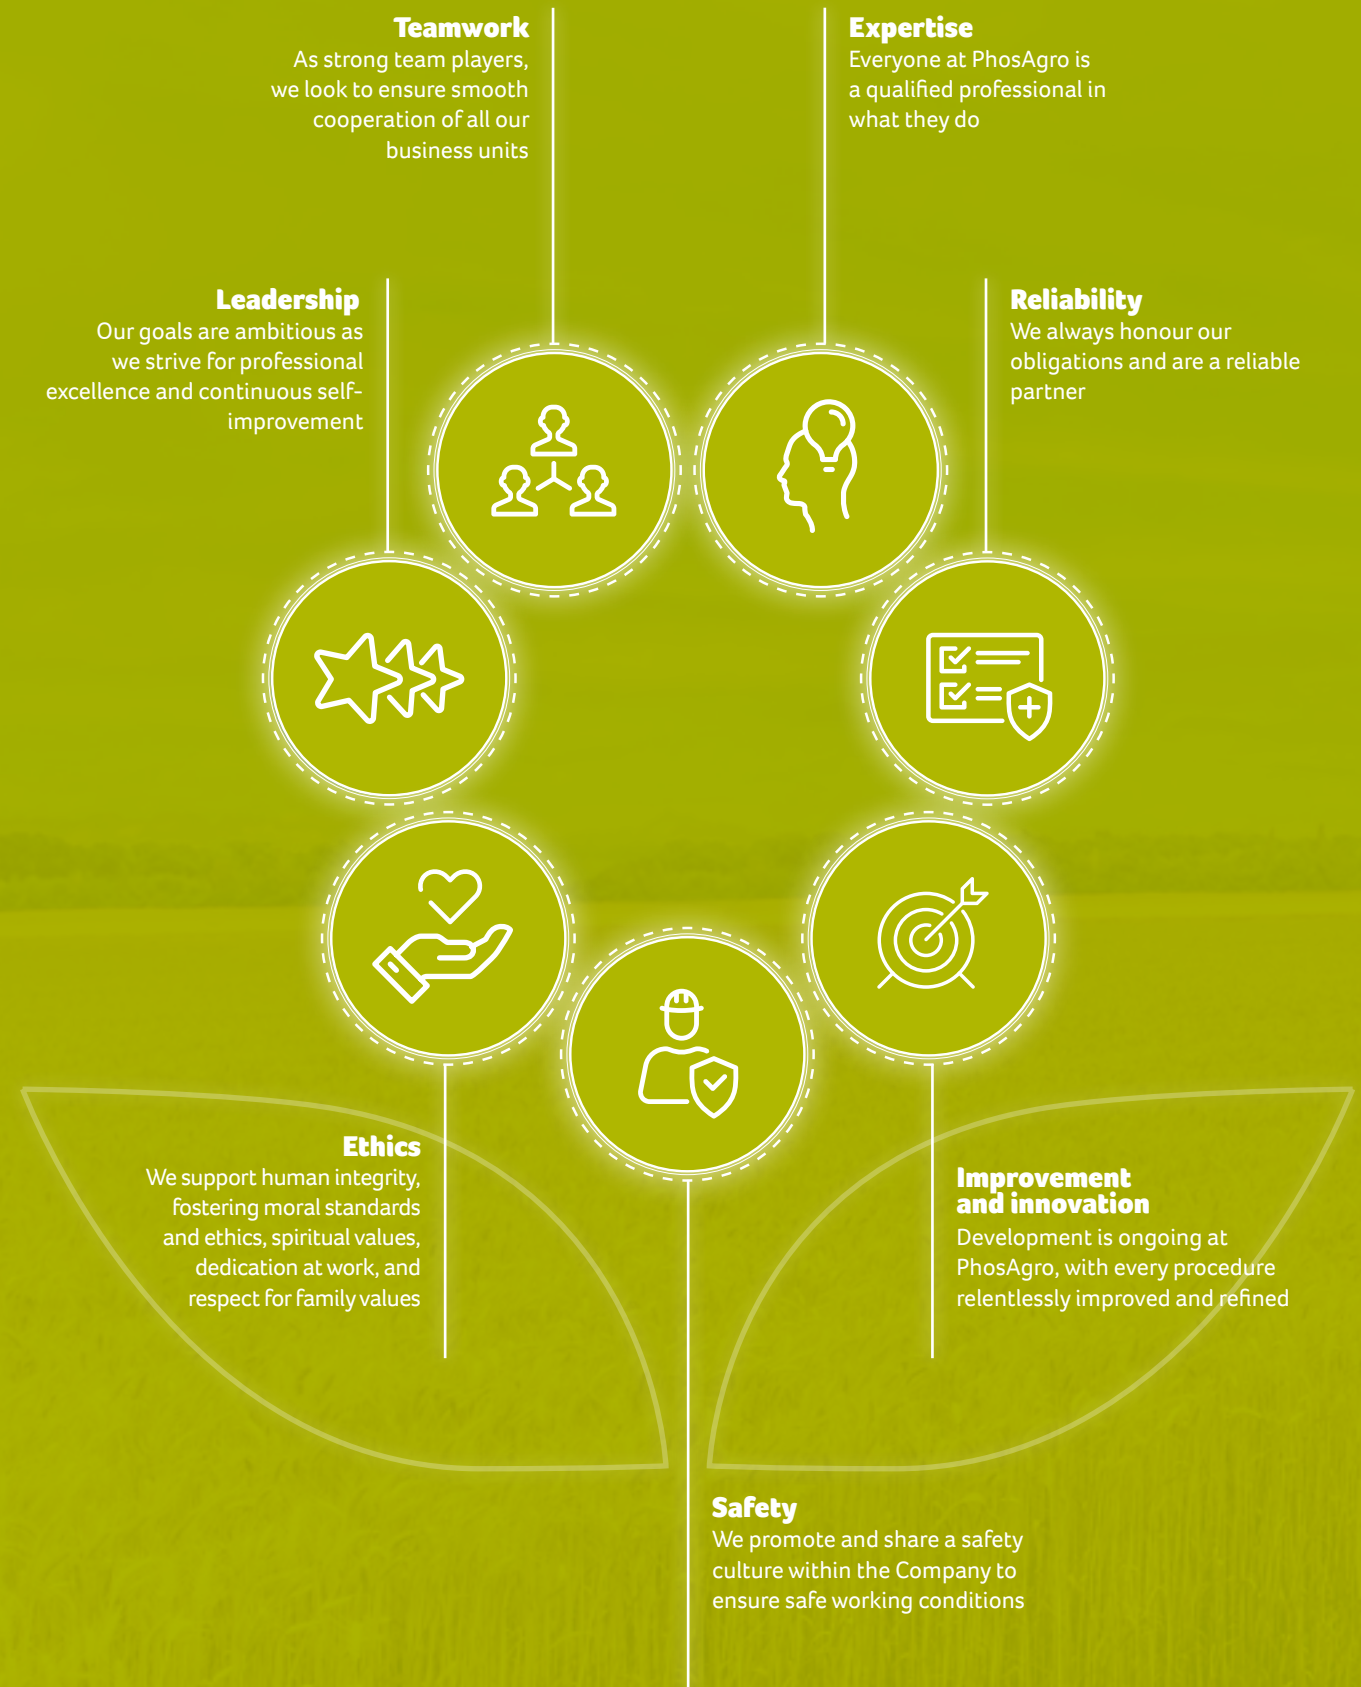 Teamwork
As strong team players,
we look to ensure smooth
cooperation of all our
business units
Expertise
Everyone at PhosAgro is
a qualified professional in
what they do
Leadership
Our goals are ambitious as
we strive for professional
excellence and continuous self-
improvement
Reliability
We always honour our
obligations and are a reliable
partner
Ethics
We support human integrity,
fostering moral standards
and ethics, spiritual values,
dedication at work, and
respect for family values
Improvement
and innovation
Development is ongoing at
PhosAgro, with every procedure
relentlessly improved and refined
Safety
We promote and share a safety
culture within the Company to
ensure safe working conditions